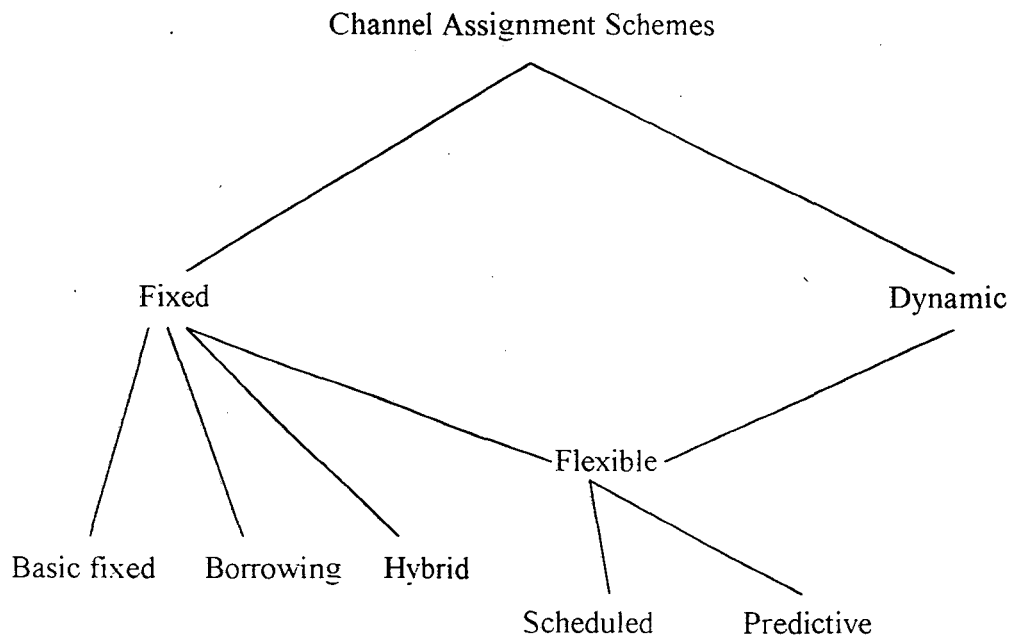 Channel Assignment Schemes
Fixed
Dynamic
Flexible
Basic fixed
Borrowing
Hybrid
Scheduled
Predictive